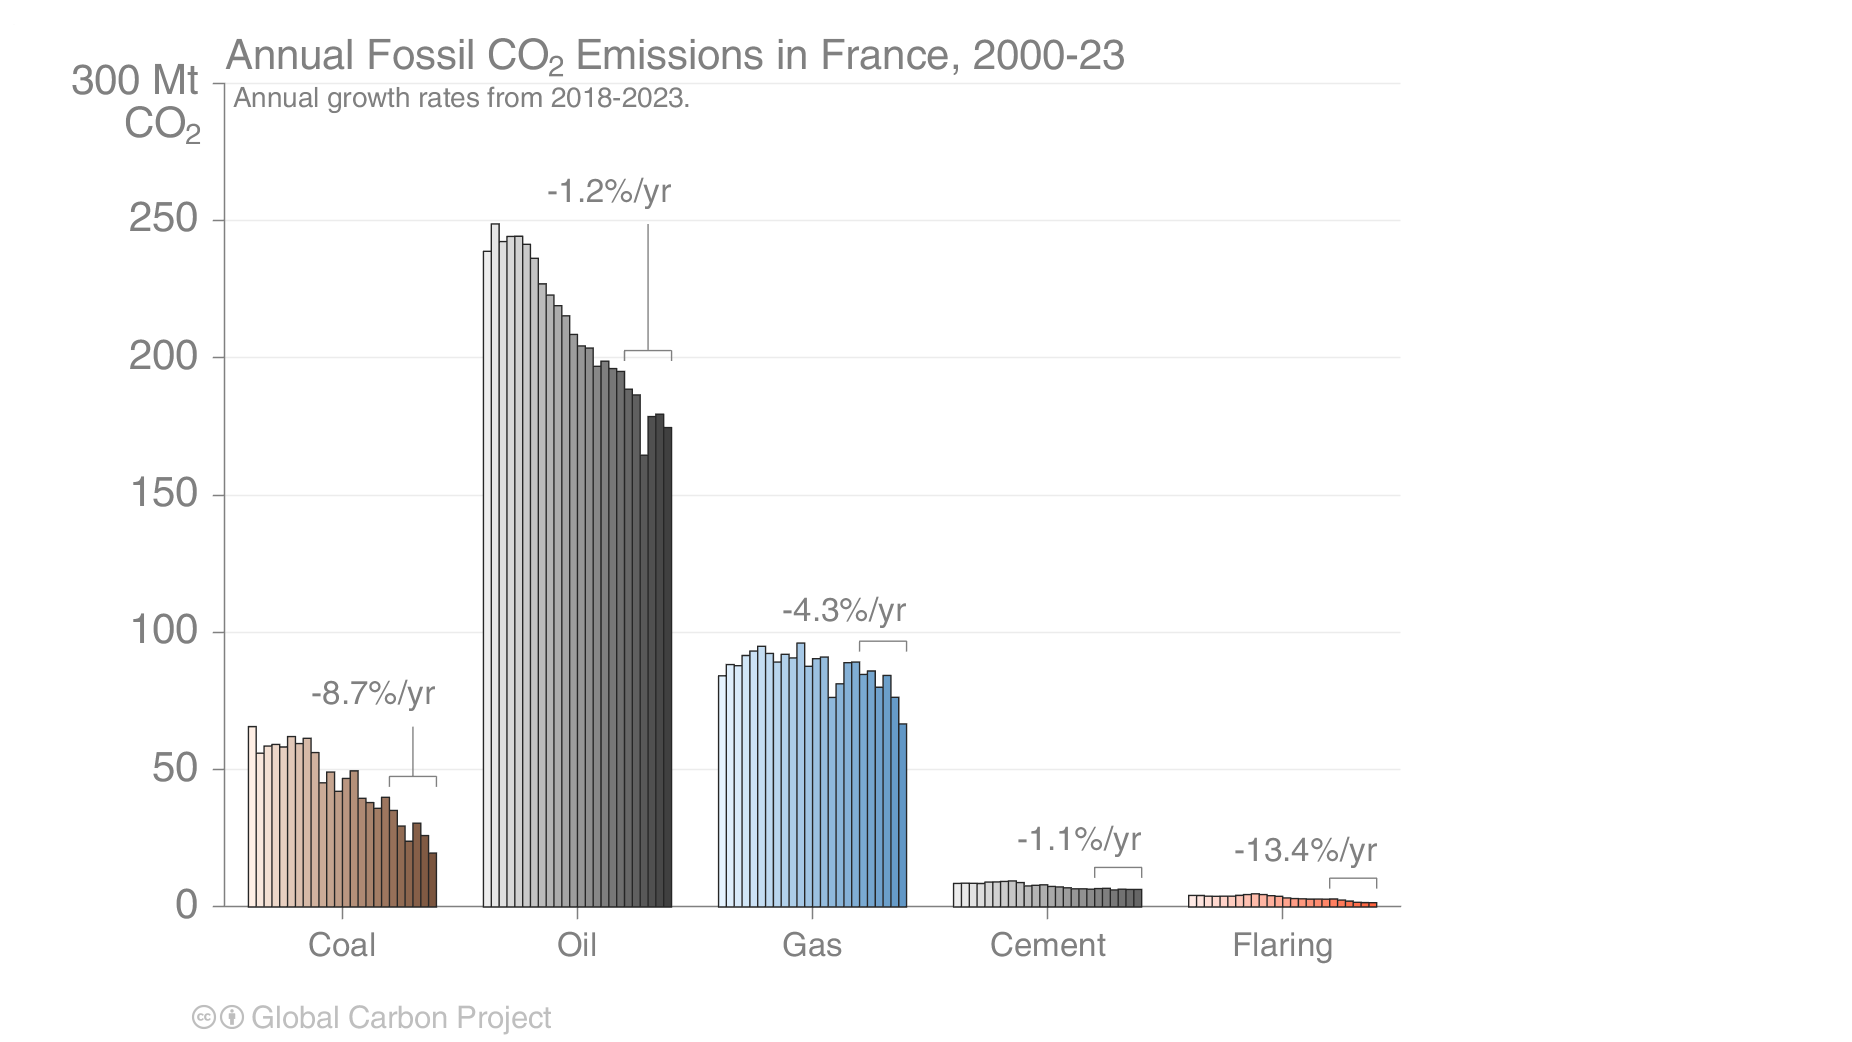 Annual Fossil CO₂ Emissions in France, 2000-23
300 Mt
CO₂
Annual growth rates from 2018-2023.
250
200
150
100
50
0
-8.7%/yr
-1.2%/yr
-4.3%/yr
-1.1%/yr
-13.4%/yr
Coal
Oil
Gas
Cement
Flaring
cc Global Carbon Project